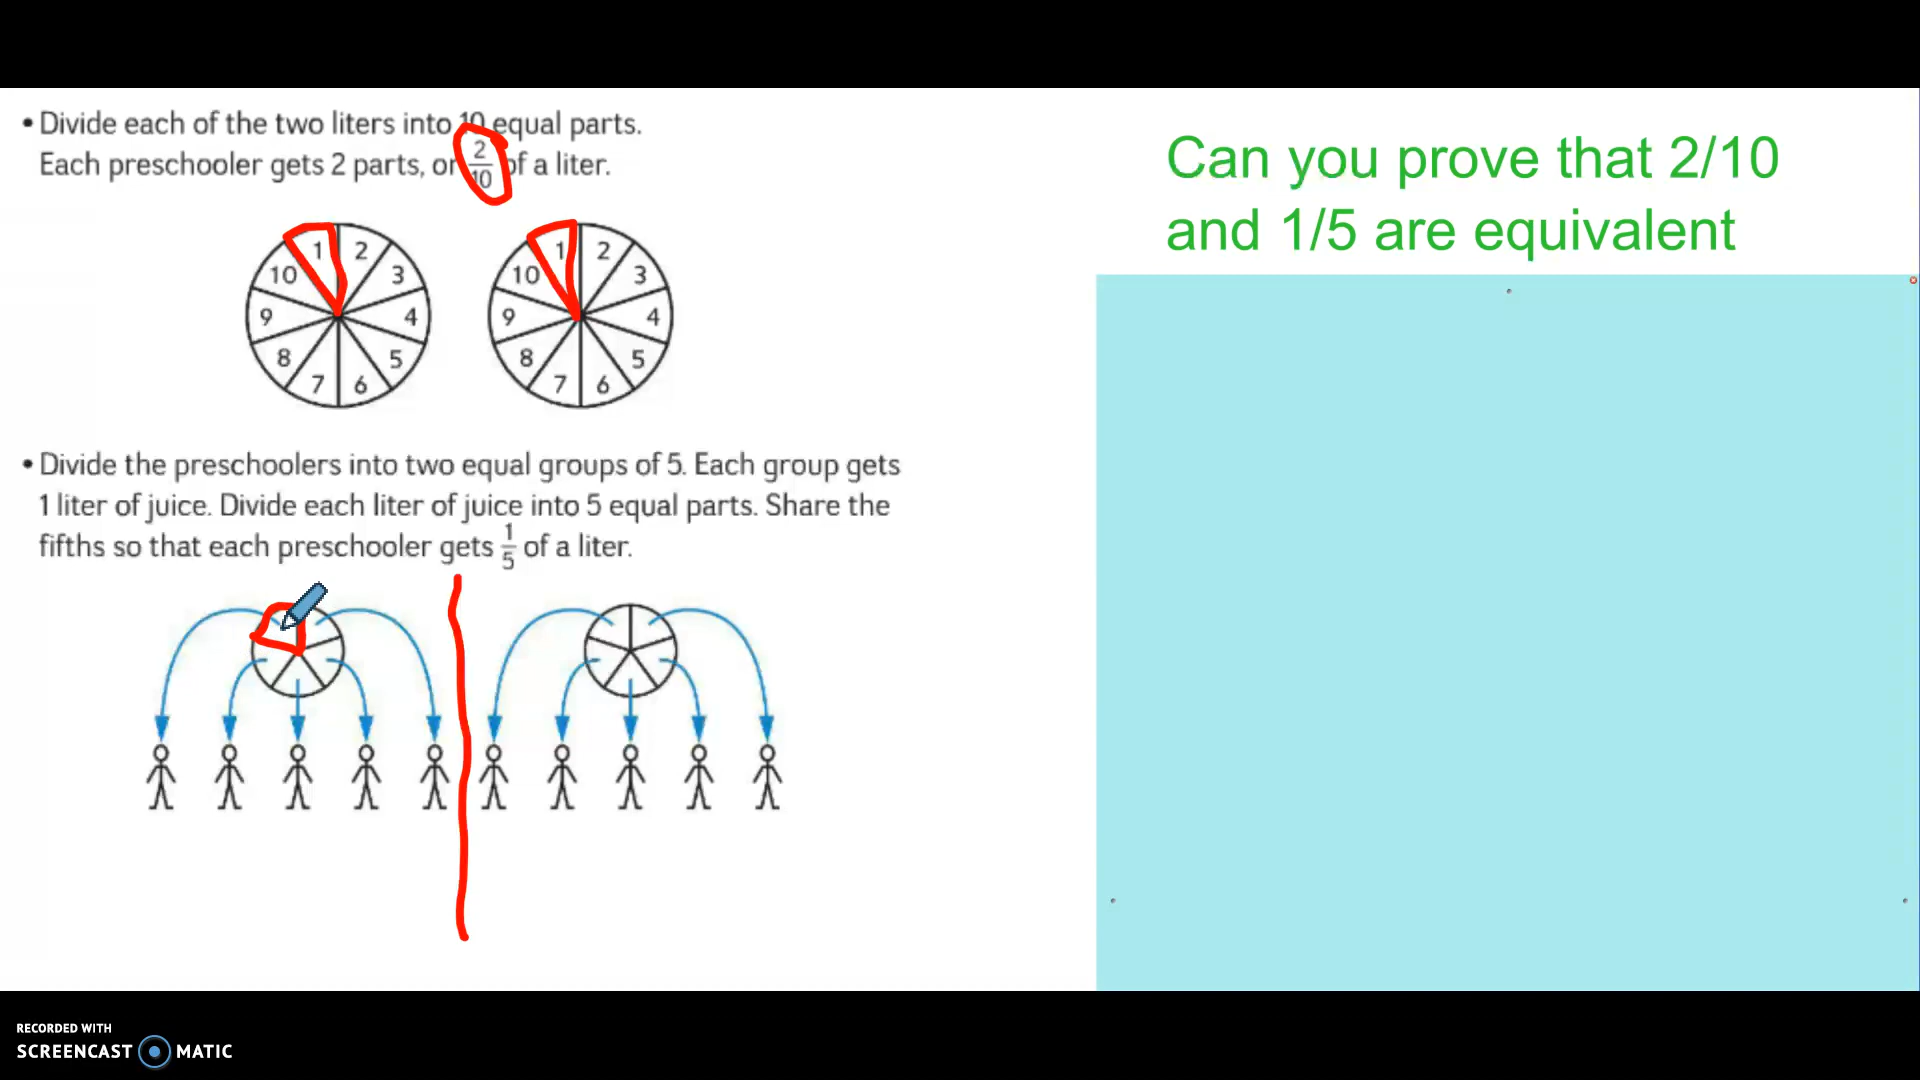 • Divide each of the two liters into 10 equal parts.
Each preschooler gets 2 parts, or 2/10 of a liter.
1 2 3 4 5 6 7 8 9 10
1 2 3 4 5 6 7 8 9 10
• Divide the preschoolers into two equal groups of 5. Each group gets
1 liter of juice. Divide each liter of juice into 5 equal parts. Share the
fifths so that each preschooler gets 1/5 of a liter.
Can you prove that 2/10
and 1/5 are equivalent
RECORDED WITH
SCREENCAST MATIC